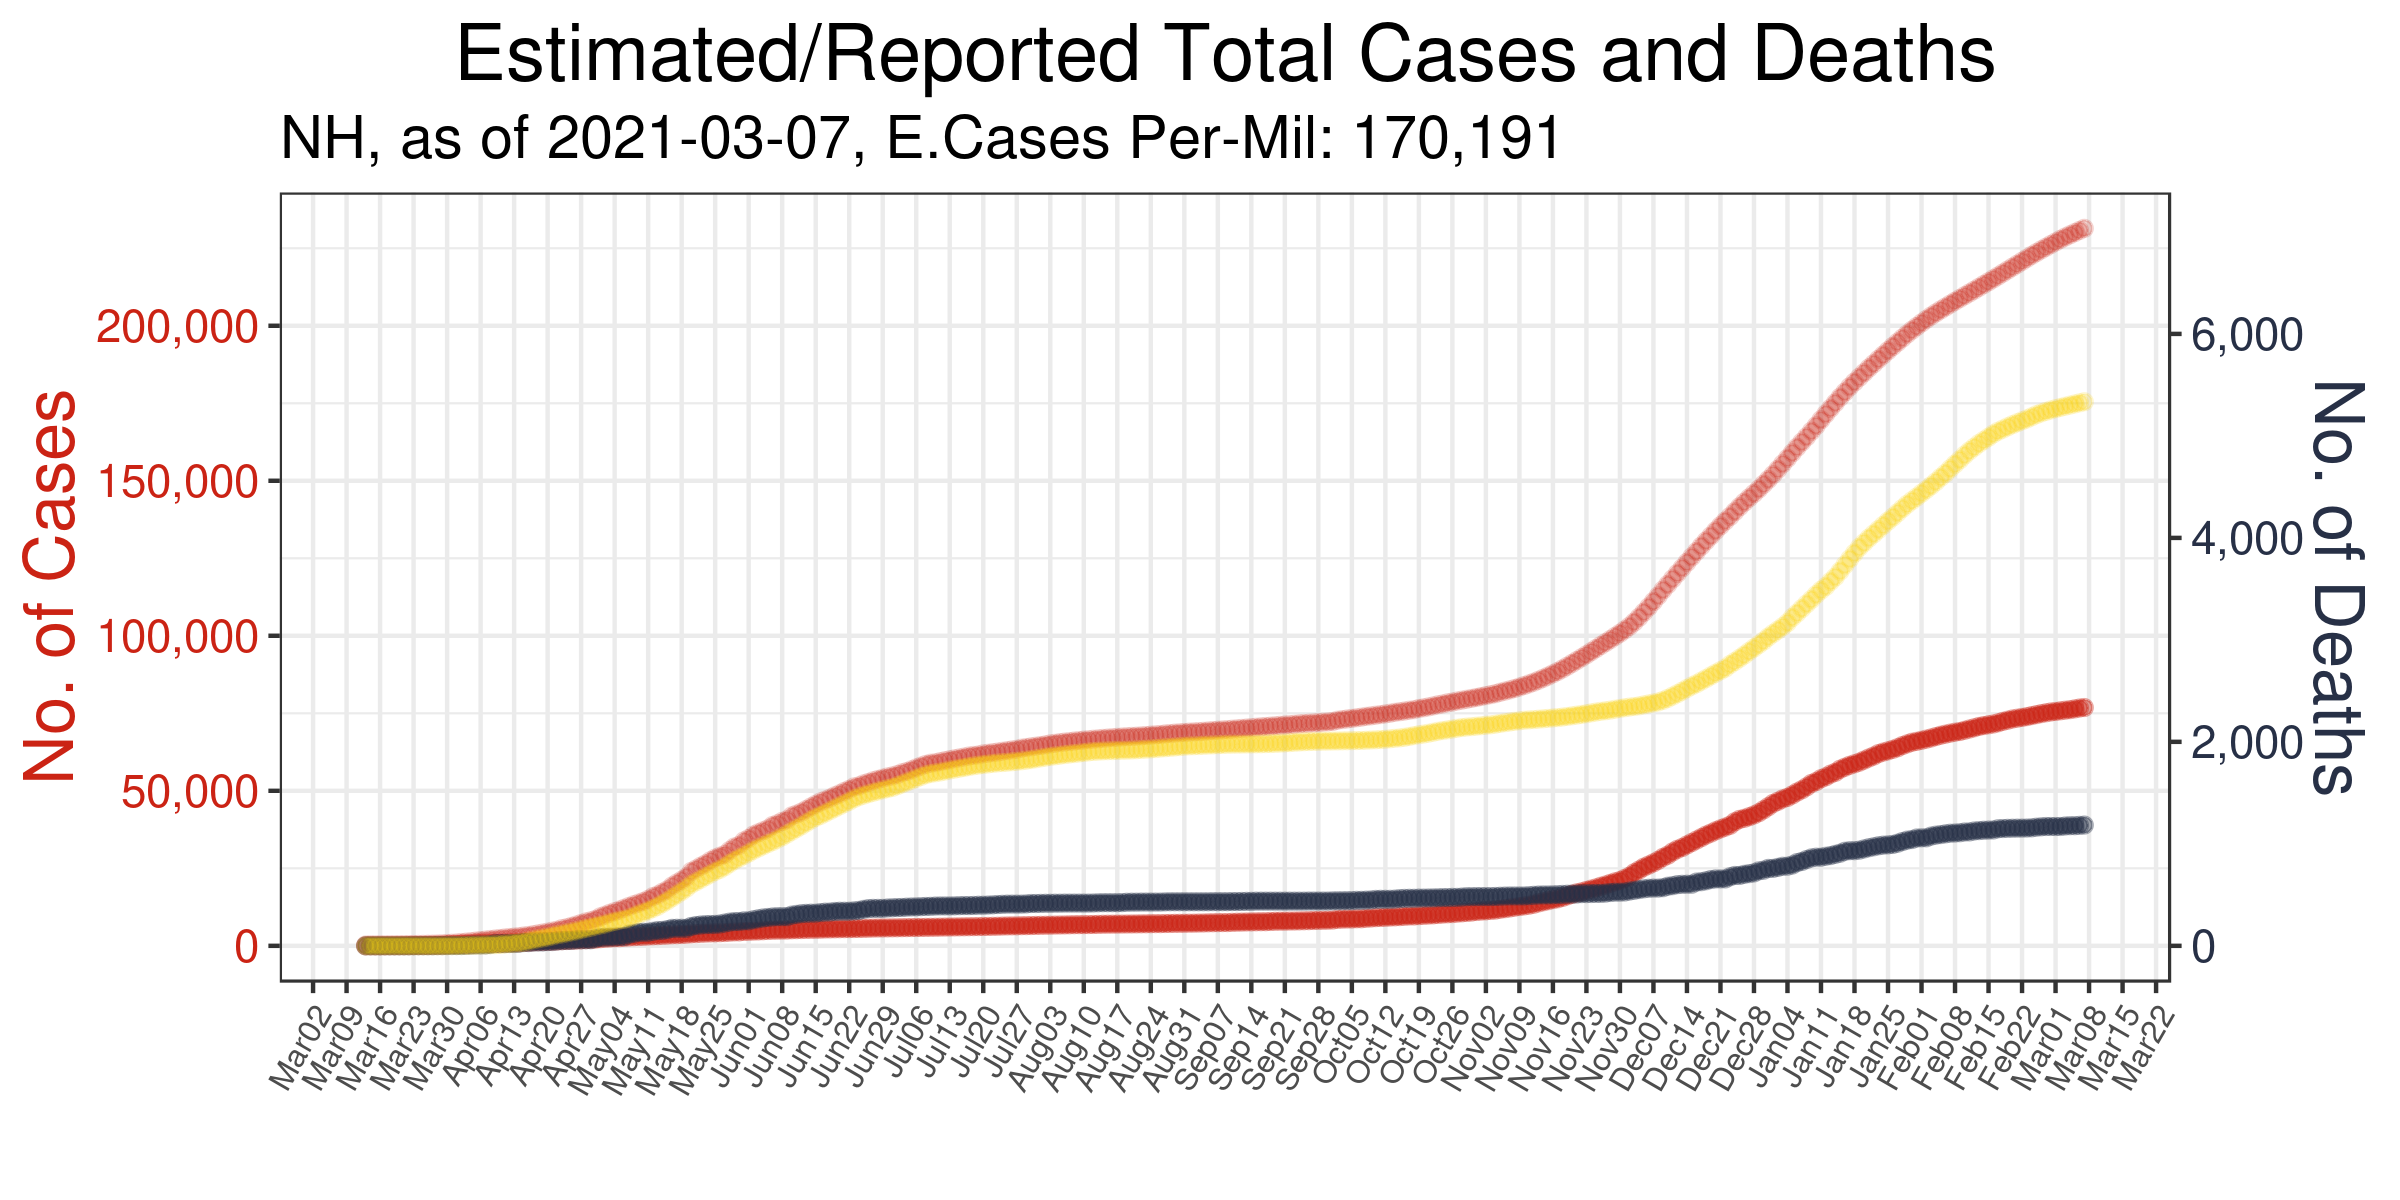 Estimated/Reported Total Cases and Deaths
NH, as of 2021-03-07, E.Cases Per-Mil: 170,191
No. of Cases
200,000
150,000
100,000
50,000
0
6,000
4,000
2,000
0
No. of Deaths
Mar02
Mar09
Mar16
Mar23
Mar30
Apr06
Apr13
Apr20
Apr27
May04
May11
May18
May25
Jun01
Jun08
Jun15
Jun22
Jun29
Jul06
Jul13
Jul20
Jul27
Aug03
Aug10
Aug17
Aug24
Aug31
Sep07
Sep14
Sep21
Sep28
Oct05
Oct12
Oct19
Oct26
Nov02
Nov09
Nov16
Nov23
Nov30
Dec07
Dec14
Dec21
Dec28
Jan04
Jan11
Jan18
Jan25
Feb01
Feb08
Feb15
Feb22
Mar01
Mar08
Mar15
Mar22